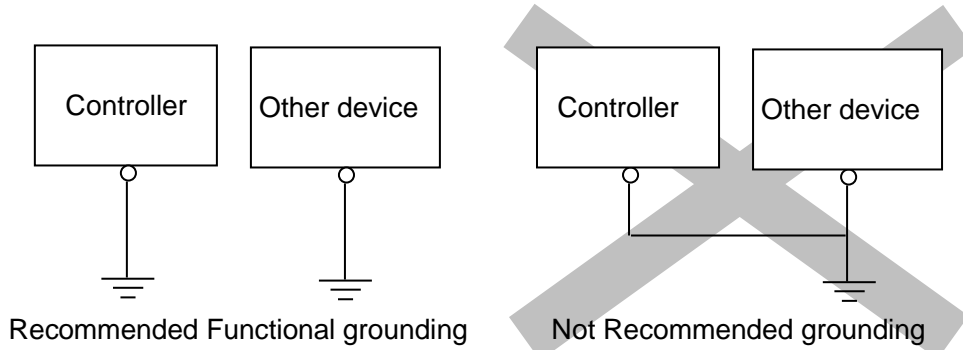 Controller
Other device
Controller
Other device
Recommended Functional grounding
Not Recommended grounding